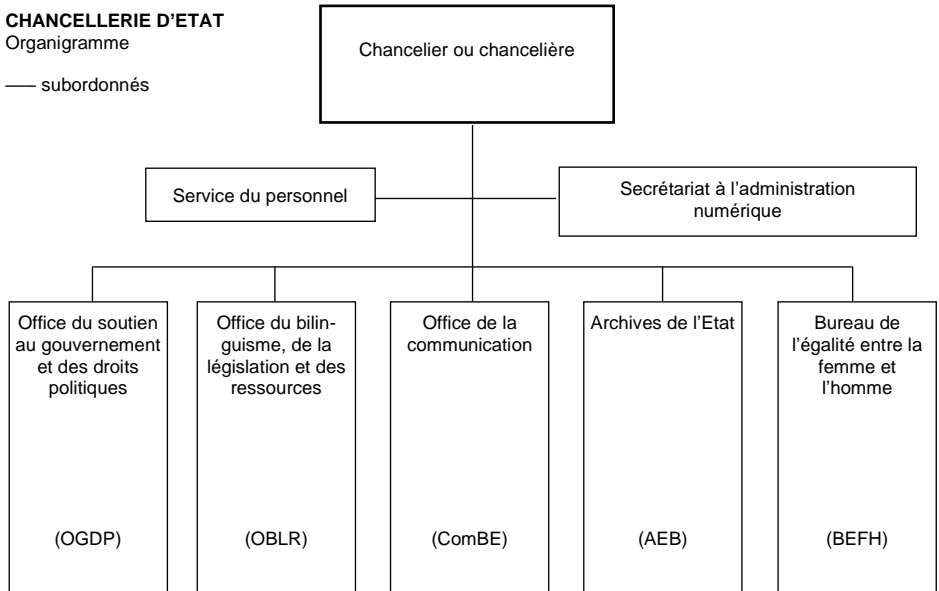 CHANCELLERIE D'ETAT
Organigramme
–— subordonnés
Chancelier ou chancelière
Service du personnel
Secrétariat à l’administration
numérique
Office du soutien
au gouvernement
et des droits
politiques
(OGDP)
Office du bilin-
guisme, de la
législation et des
ressources
(OBLR)
Office de la
communication
(ComBE)
Archives de l’Etat
(AEB)
Bureau de
l’égalité entre la
femme et
l’homme
(BEFH)